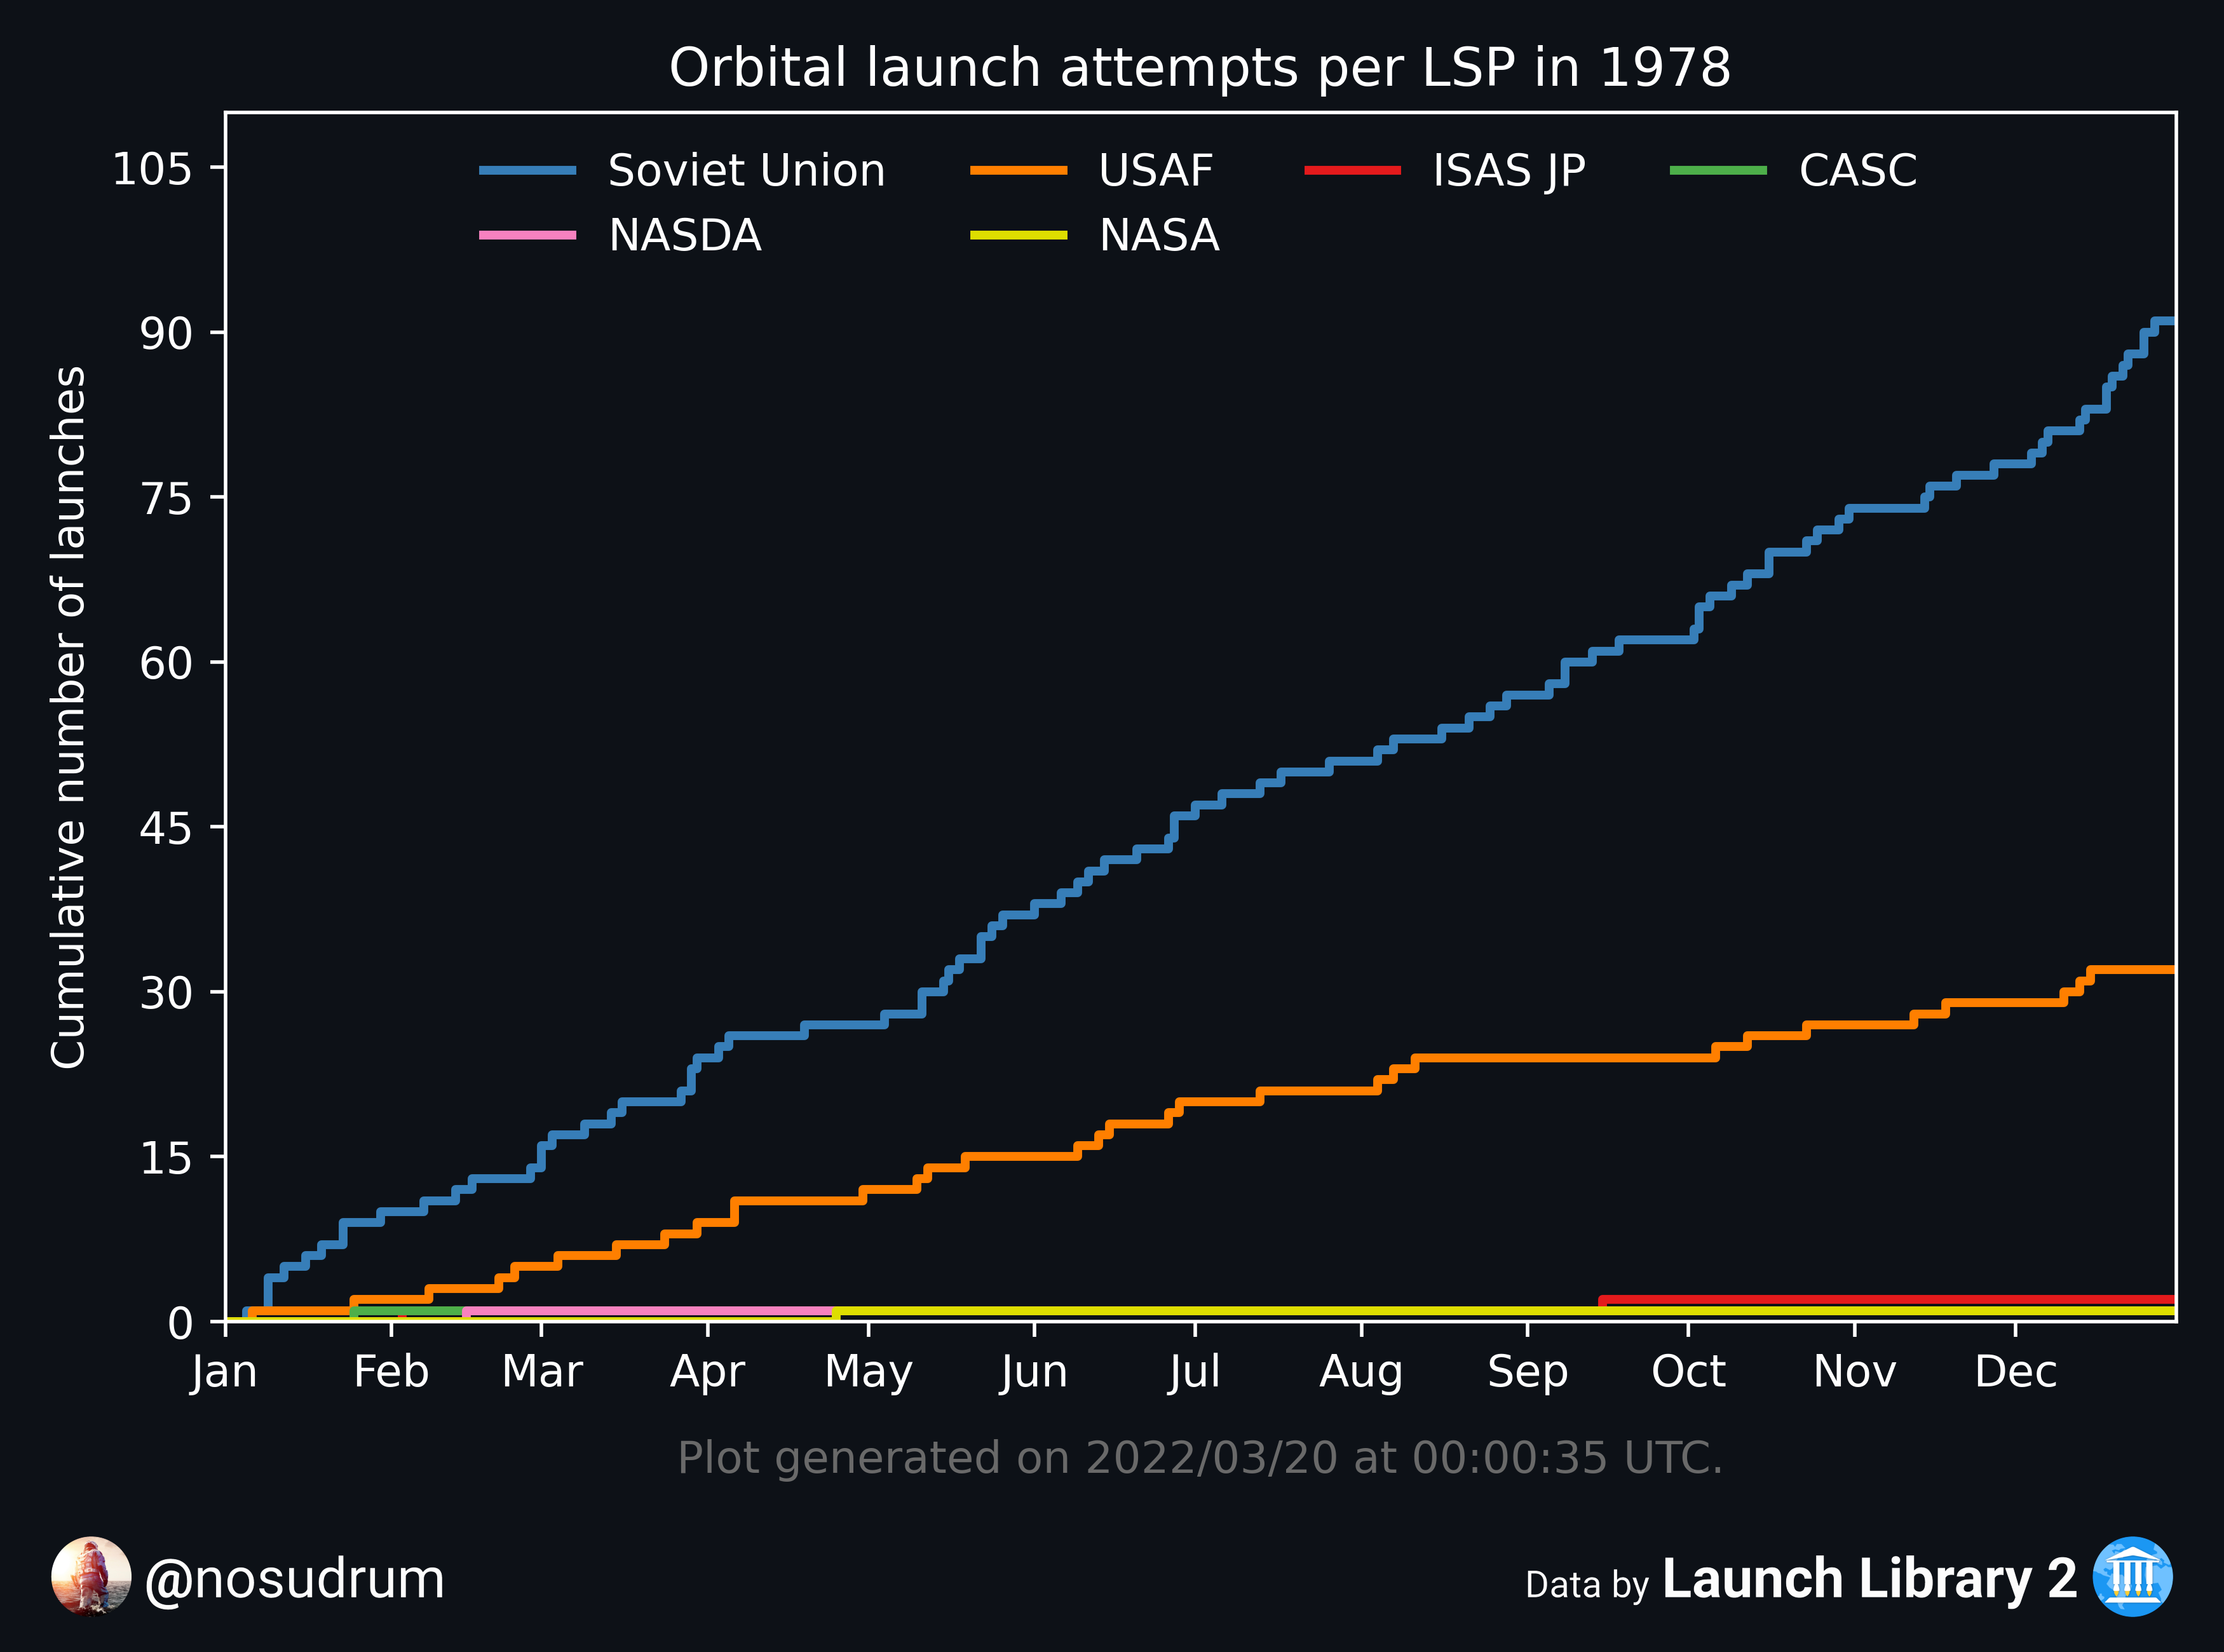 Orbital launch attempts per LSP in 1978
Soviet Union USAF ISAS JP CASC
NASDA NASA
Cumulative number of launches
105
90
75
60
45
30
15
0
Jan Feb Mar Apr May Jun Jul Aug Sep Oct Nov Dec
Plot generated on 2022/03/20 at 00:00:35 UTC.
@nosudrum
Data by Launch Library 2